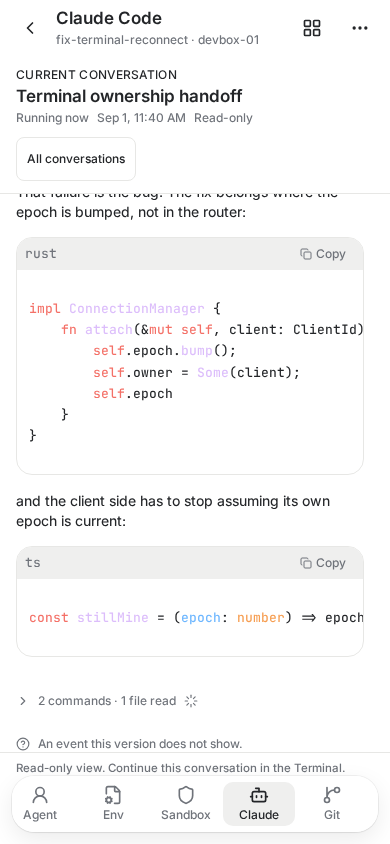 Claude Code
fix-terminal-reconnect · devbox-01
CURRENT CONVERSATION
Terminal ownership handoff
Running now Sep 1, 11:40 AM Read-only
All conversations
That failure is the bug. The fix belongs where the
epoch is bumped, not in the router:
rust
Copy
impl ConnectionManager {
fn attach(&mut self, client: ClientId)
self.epoch.bump();
self.owner = Some(client);
self.epoch
}
}
and the client side has to stop assuming its own
epoch is current:
ts
Copy
const stillMine = (epoch: number) => epoch
2 commands · 1 file read
An event this version does not show.
Read-only view. Continue this conversation in the Terminal.
Agent
Env
Sandbox
Claude
Git